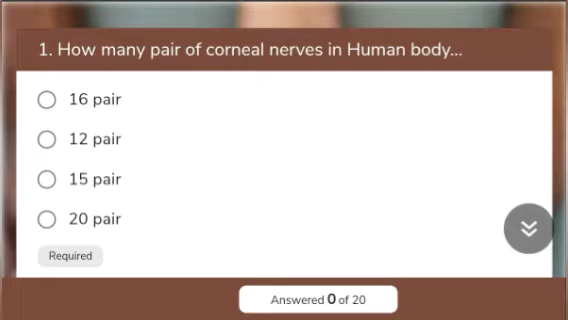 1. How many pair of corneal nerves in Human body...
16 pair
12 pair
15 pair
20 pair
Required
Answered 0 of 20